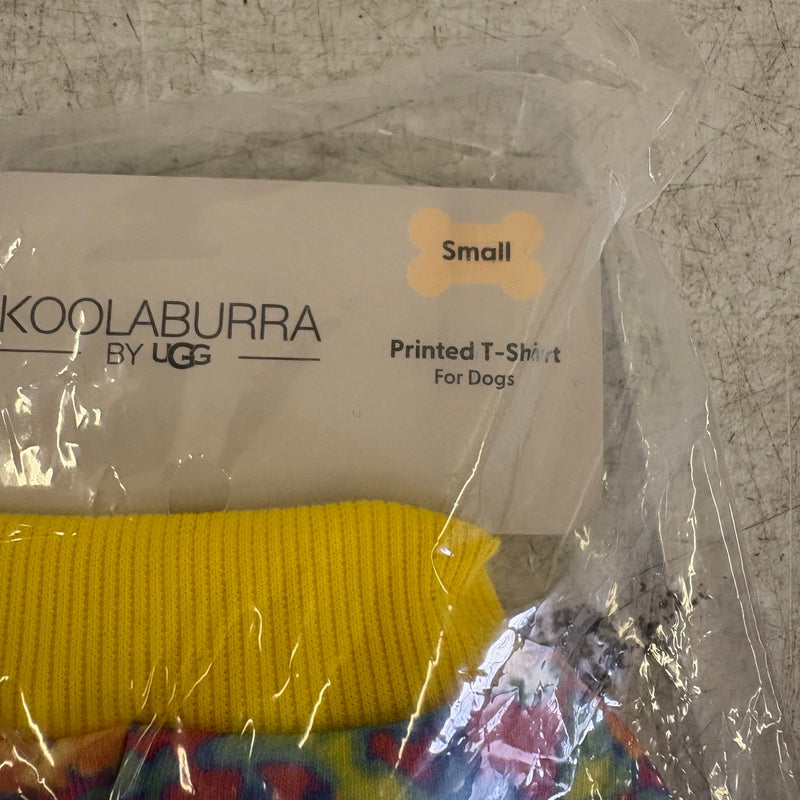 KOOLABURRA
BY UGG
Small
Printed T-Shirt
For Dogs